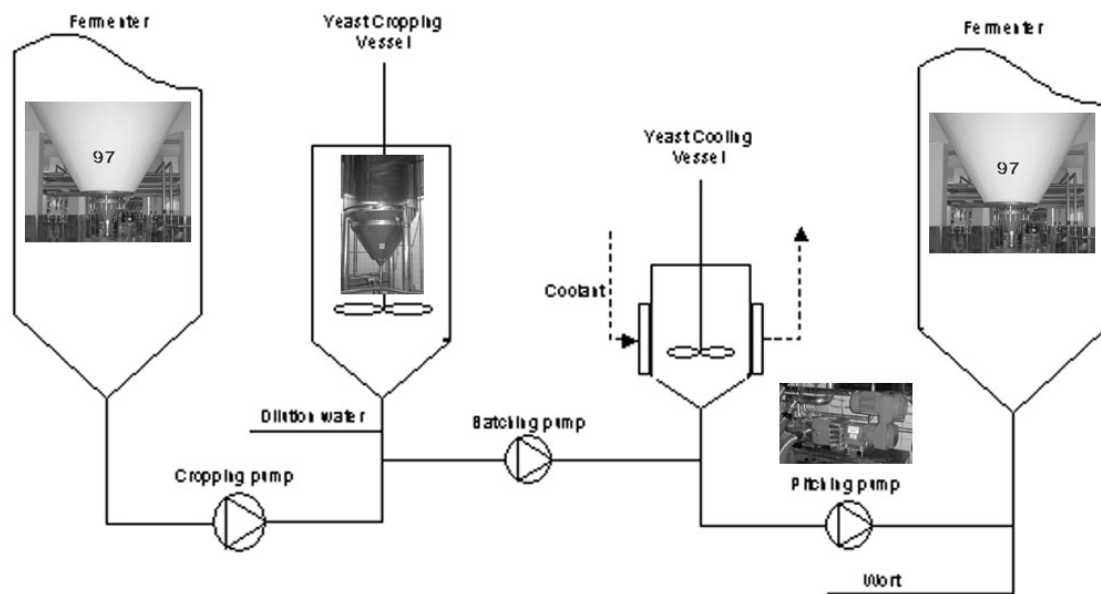 Fermenter
Yeast Cropping
Vessel
Fermenter
97
97
Yeast Cooling
Vessel
Coolant
Dilution water
Batching pump
Cropping pump
Pitching pump
Wort